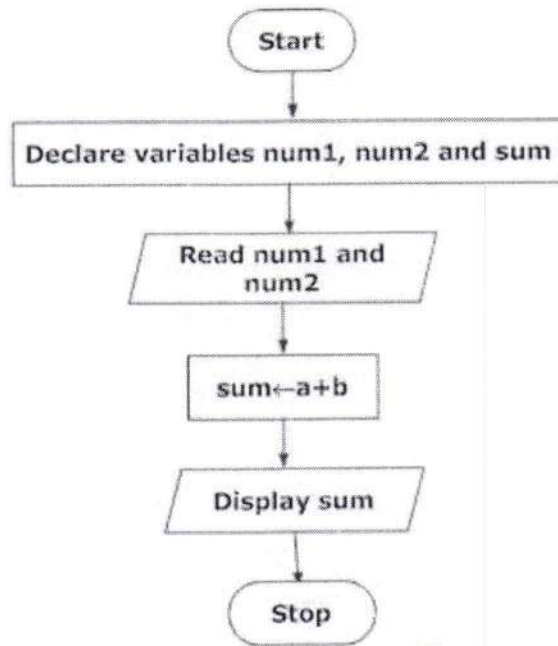 Start
Declare variables num1, num2 and sum
Read num1 and
num2
sum←a+b
Display sum
Stop